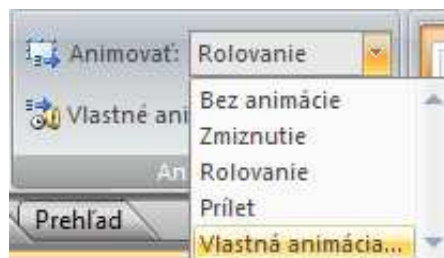 Animovať: Rolovanie
Bez animácie
Vlastné ani
Zmiznutie
Rolovanie
An
Prílet
Prehľad
Vlastná animácia...